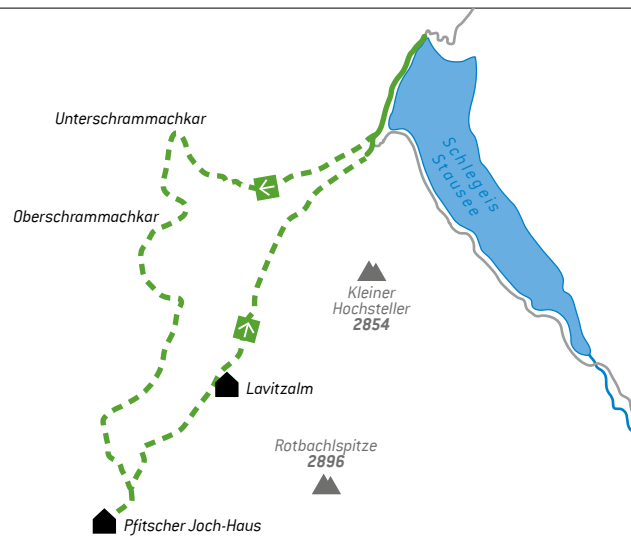 Unterschrammachkar
Schlegeis
Stausee
Oberschrammachkar
Kleiner
Hochsteller
2854
Lavitzalm
Rotbachlspitze
2896
Pfitscher Joch-Haus